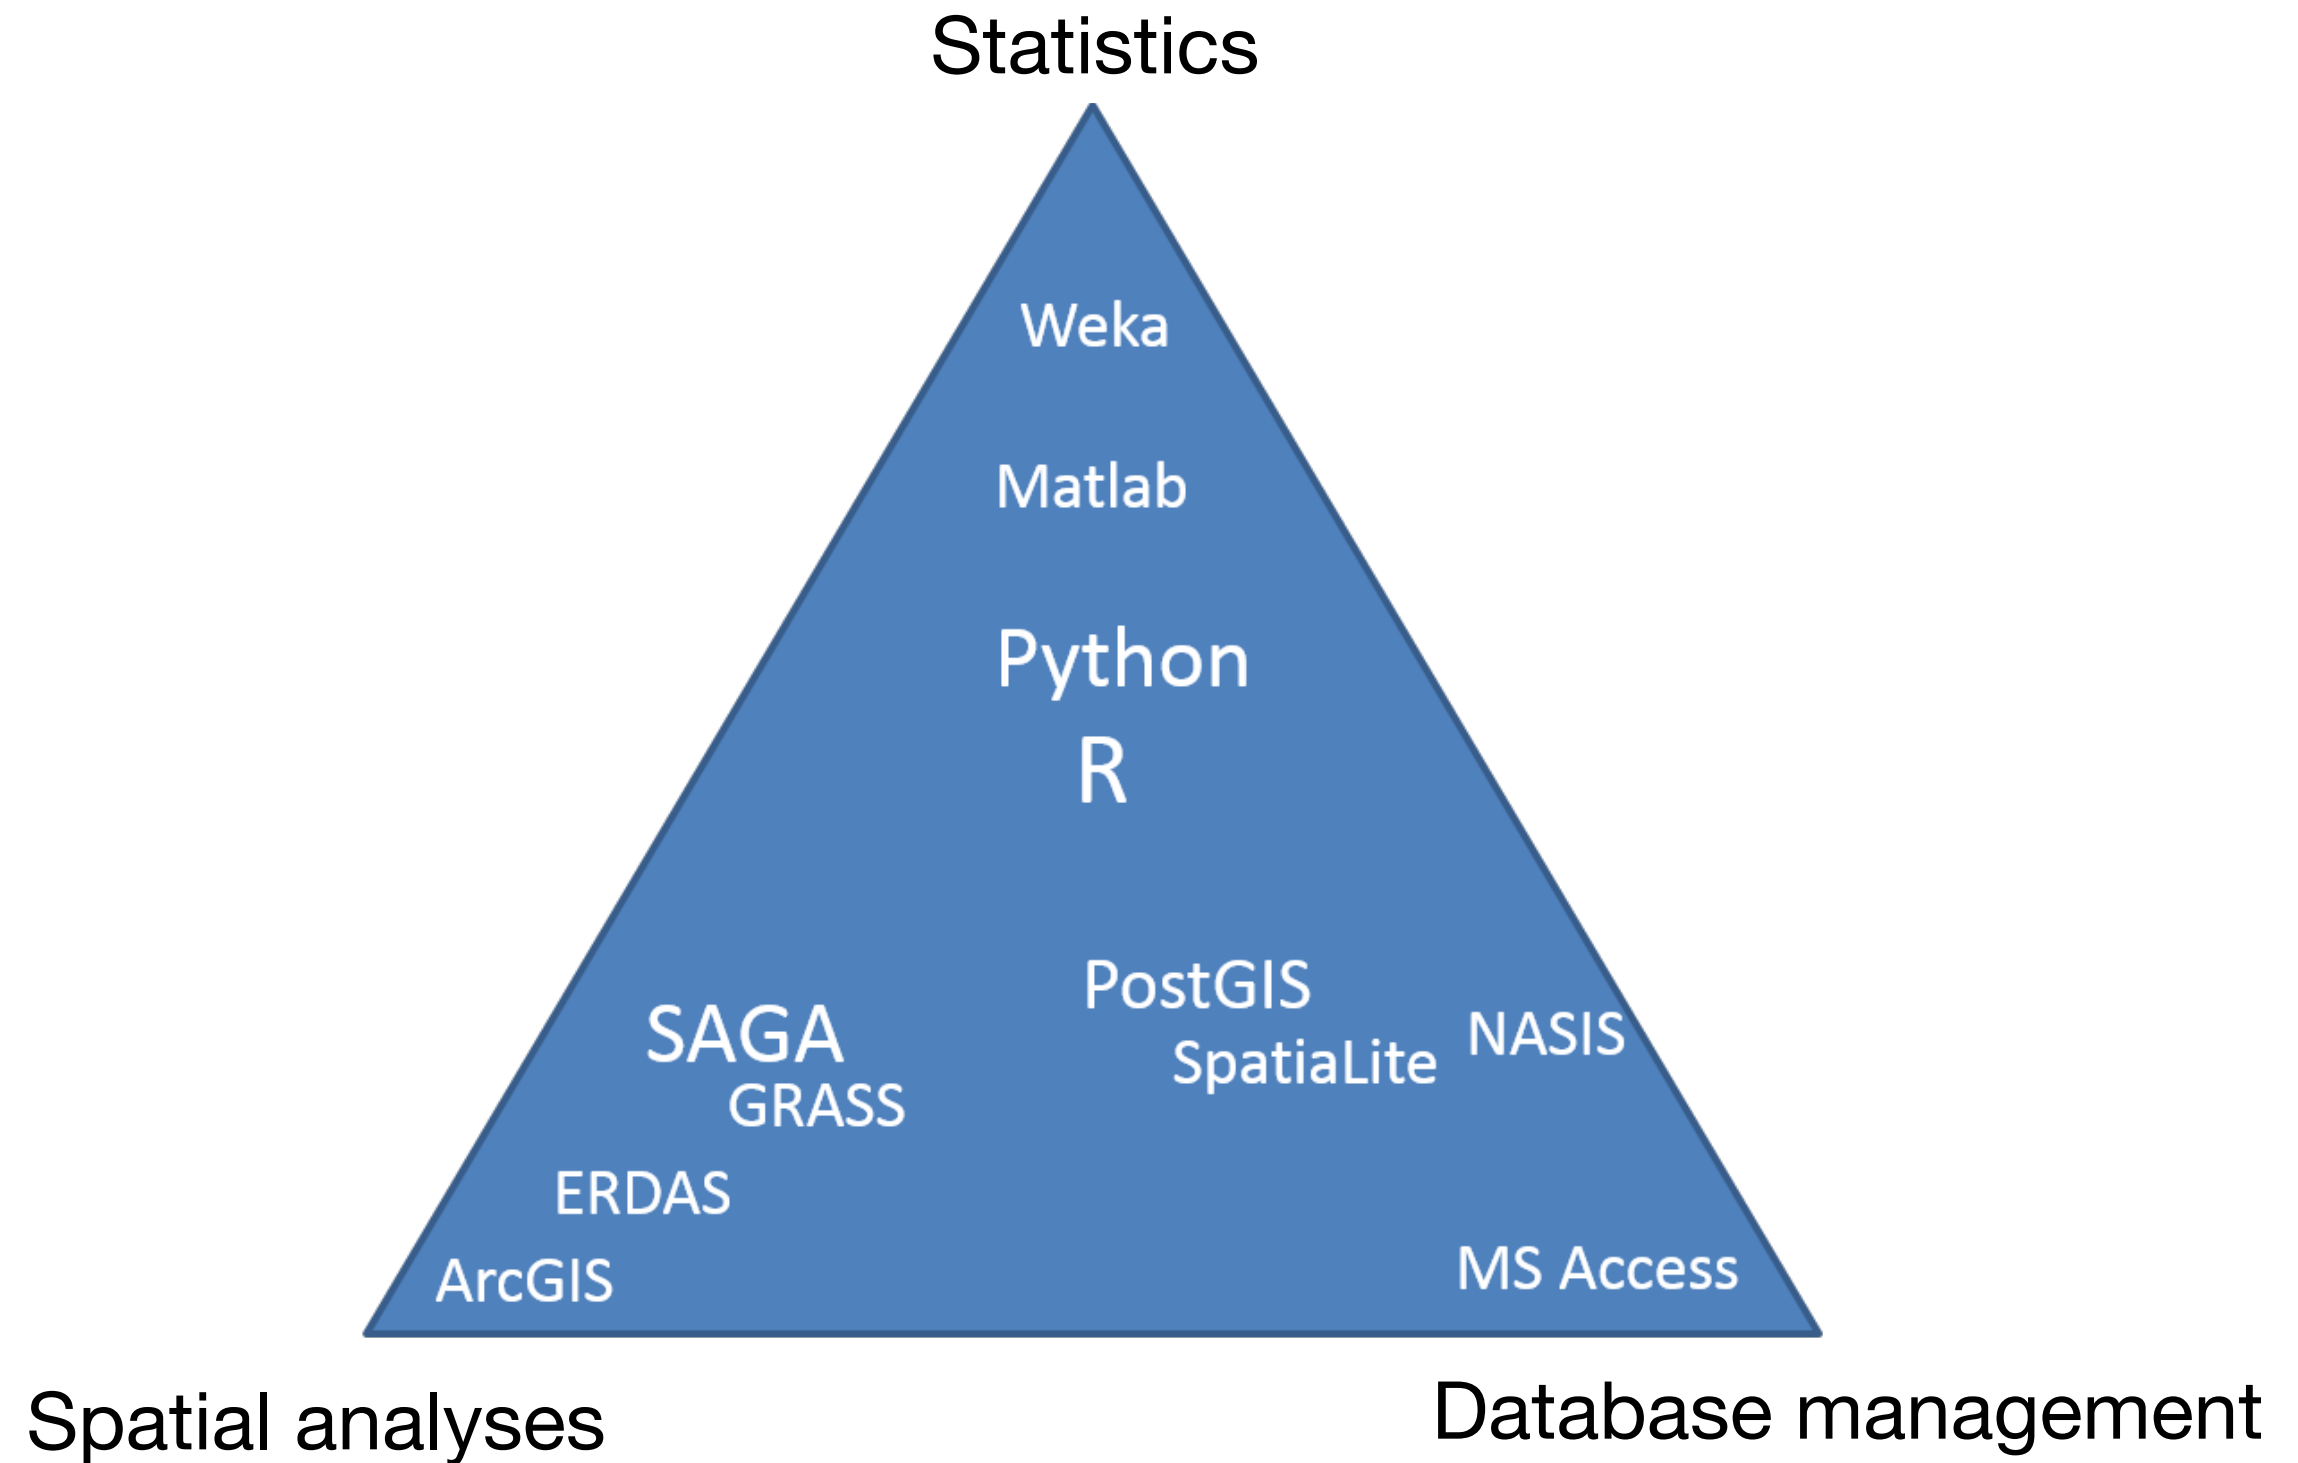 Statistics
Weka
Matlab
Python
R
PostGIS
SAGA
NASIS
SpatiaLite
GRASS
ERDAS
ArcGIS
MS Access
Spatial analyses
Database management